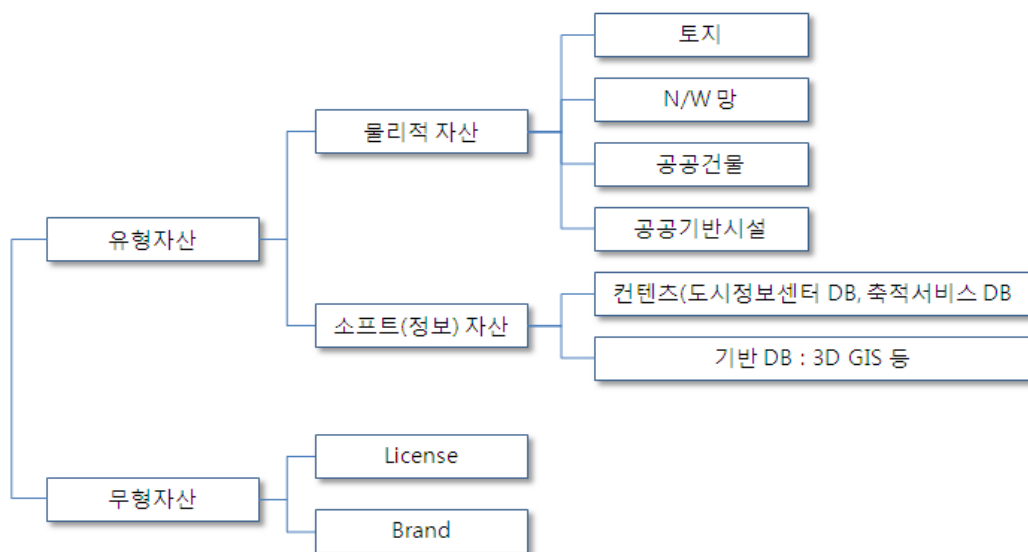 유형자산
물리적 자산
토지
N/W 망
공공건물
공공기반시설
소프트(정보) 자산
컨텐츠(도시정보센터 DB, 축적서비스 DB
기반 DB : 3D GIS 등
무형자산
License
Brand